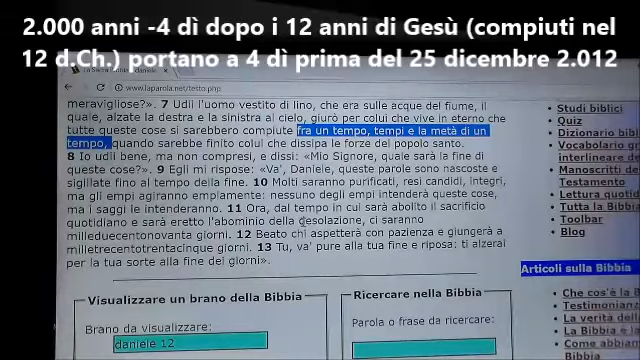 2.000 anni -4 dì dopo i 12 anni di Gesù (compiuti nel
12 d.Ch.) portano a 4 dì prima del 25 dicembre 2.012
www.laparola.net/testo.php
meravigliose?». 7 Udii l'uomo vestito di lino, che era sulle acque del fiume, il
quale, alzate la destra e la sinistra al cielo, giurò per colui che vive in eterno che
tutte queste cose si sarebbero compiute fra un tempo, tempi e la metà di un
tempo, quando sarebbe finito colui che dissipa le forze del popolo santo.
8 Io udii bene, ma non compresi, e dissi: «Mio Signore, quale sarà la fine di
queste cose?». 9 Egli mi rispose: «Va', Daniele, queste parole sono nascoste e
sigillate fino al tempo della fine. 10 Molti saranno purificati, resi candidi, integri,
ma gli empi agiranno empiamente: nessuno degli empi intenderà queste cose,
ma i saggi le intenderanno. 11 Ora, dal tempo in cui sarà abolito il sacrificio
quotidiano e sarà eretto l'abominio della desolazione, ci saranno
milleduecentonovanta giorni. 12 Beato chi aspetterà con pazienza e giungerà a
milletrecentotrentacinque giorni. 13 Tu, va' pure alla tua fine e riposa: ti alzerai
per la tua sorte alla fine dei giorni».
Visualizzare un brano della Bibbia
Brano da visualizzare:
daniele 12
Ricercare nella Bibbia
Parola o frase da ricercare:
Studi biblici
Quiz
Dizionario bibl
Vocabolario g
interlineare de
Manoscritti de
Testamento
Lettura quotid
Tutta la Bibbia
Toolbar
Blog
Articoli sulla Bibbia
Che cos'è la B
Testimonianz
La verità dell
La Bibbia è l
Come abbian
Bibbia